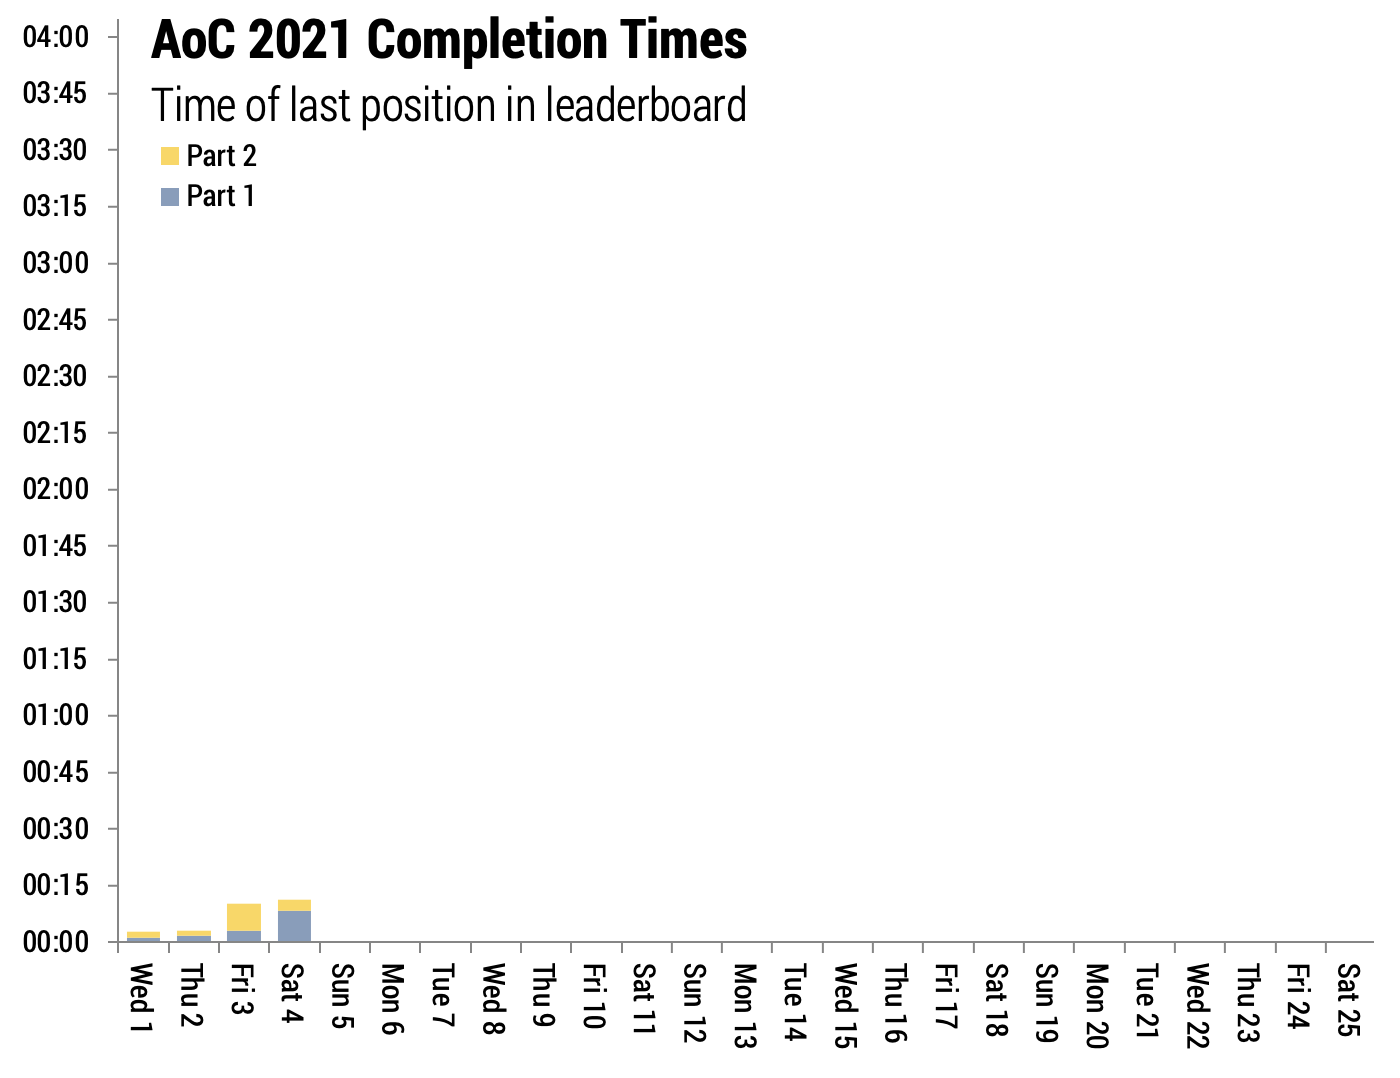 AoC 2021 Completion Times
Time of last position in leaderboard
Part 2
Part 1
04:00
03:45
03:30
03:15
03:00
02:45
02:30
02:15
02:00
01:45
01:30
01:15
01:00
00:45
00:30
00:15
00:00
Wed 1
Thu 2
Fri 3
Sat 4
Sun 5
Mon 6
Tue 7
Wed 8
Thu 9
Fri 10
Sat 11
Sun 12
Mon 13
Tue 14
Wed 15
Thu 16
Fri 17
Sat 18
Sun 19
Mon 20
Tue 21
Wed 22
Thu 23
Fri 24
Sat 25